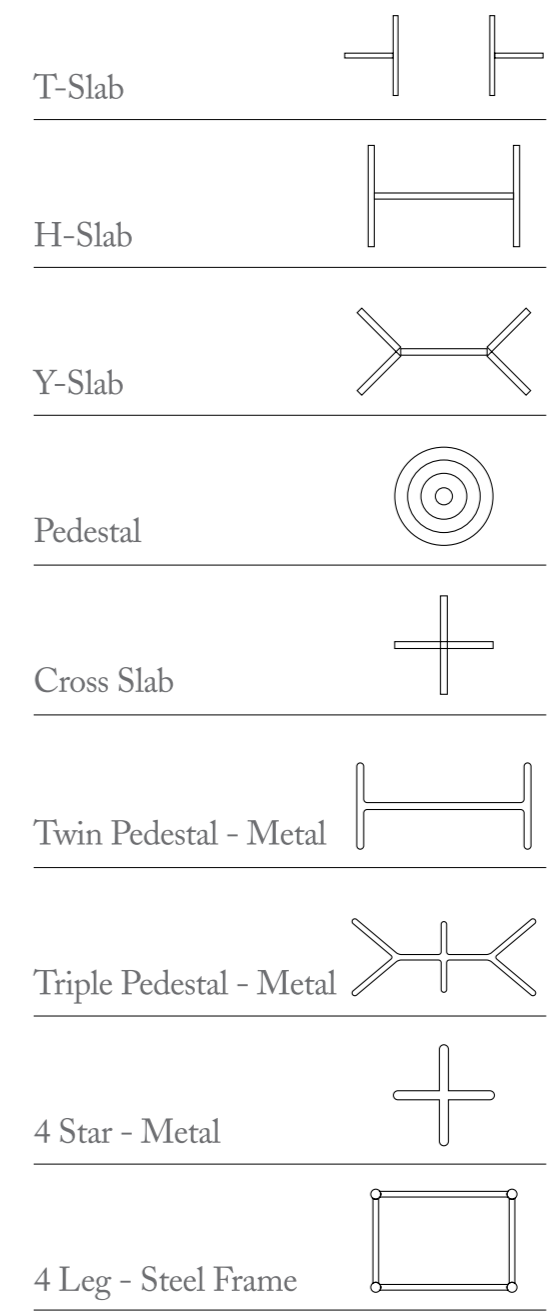 T-Slab
H-Slab
Y-Slab
Pedestal
Cross Slab
Twin Pedestal - Metal
Triple Pedestal - Metal
4 Star - Metal
4 Leg - Steel Frame